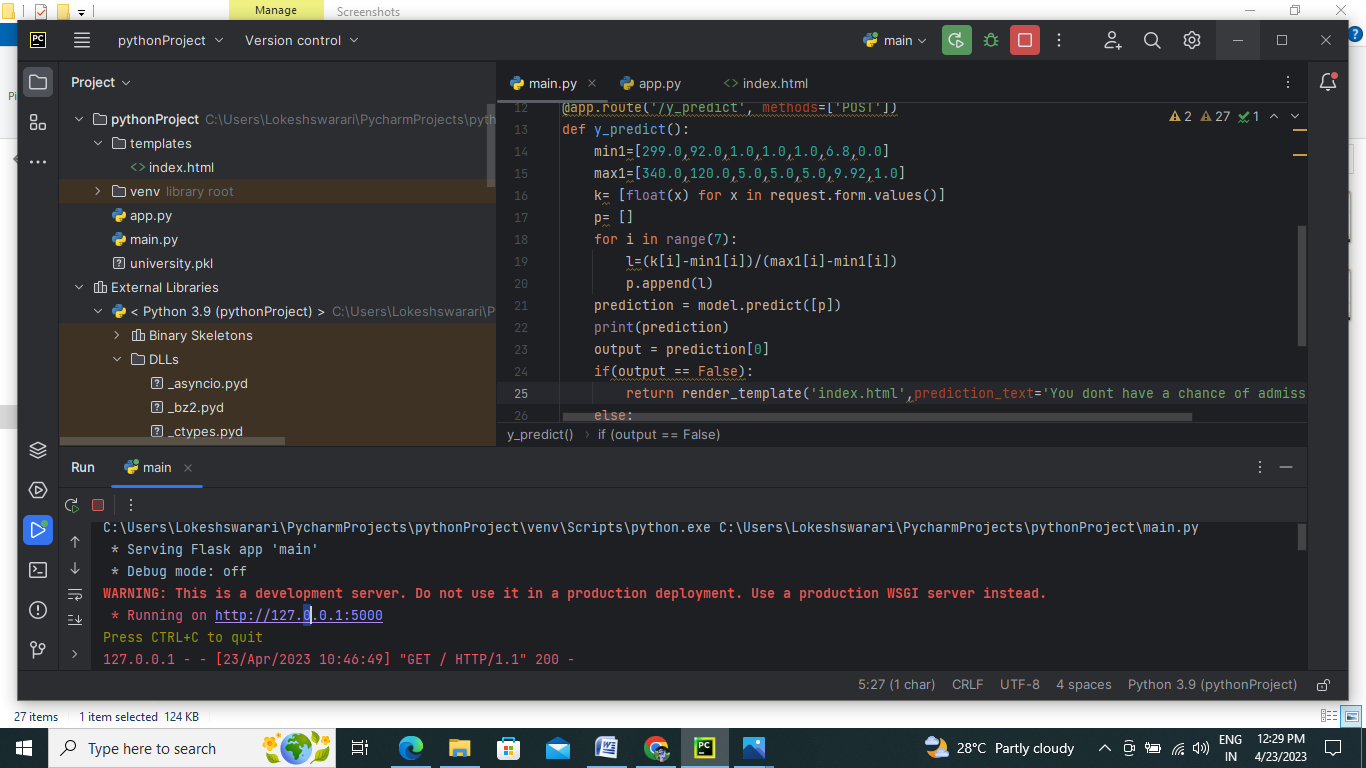 Manage
Screenshots
PC
pythonProject
Version control
main
Project
main.py
app.py
<> index.html
pythonProject C:\Users\Lokeshswarari\PycharmProjects\pyth
templates
<> index.html
venv library root
app.py
main.py
university.pkl
External Libraries
< Python 3.9 (pythonProject) > C:\Users\Lokeshswarari\P
Binary Skeletons
DLLs
_asyncio.pyd
_bz2.pyd
_ctypes.pyd
2 27 1
12 @app.route('/y_predict', methods=['POST'])
13 def y_predict():
14 min1=[299.0,92.0,1.0,1.0,1.0,6.8,0.0]
15 max1=[340.0,120.0,5.0,5.0,5.0,9.92,1.0]
16 k= [float(x) for x in request.form.values()]
17 p= []
18 for i in range(7):
19 l=(k[i]-min1[i])/(max1[i]-min1[i])
20 p.append(l)
21 prediction = model.predict([p])
22 print(prediction)
23 output = prediction[0]
24 if(output == False):
25 return render_template('index.html',prediction_text='You dont have a chance of admiss
26 else:
y_predict() › if (output == False)
Run
main
C:\Users\Lokeshswarari\PycharmProjects\pythonProject\venv\Scripts\python.exe C:\Users\Lokeshswarari\PycharmProjects\pythonProject\main.py
* Serving Flask app 'main'
* Debug mode: off
WARNING: This is a development server. Do not use it in a production deployment. Use a production WSGI server instead.
* Running on http://127.0.0.1:5000
Press CTRL+C to quit
127.0.0.1 - - [23/Apr/2023 10:46:49] "GET / HTTP/1.1" 200 -
5:27 (1 char)
CRLF
UTF-8
4 spaces
Python 3.9 (pythonProject)
27 items
1 item selected 124 KB
Type here to search
PC
28°C Partly cloudy
ENG
IN
12:29 PM
4/23/2023